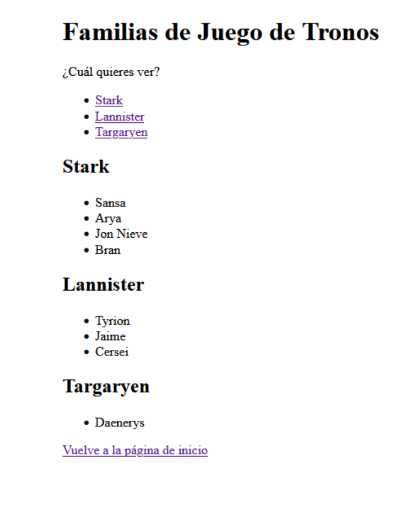 Familias de Juego de Tronos
¿Cuál quieres ver?
Stark
Lannister
Targaryen
Stark
Sansa
Arya
Jon Nieve
Bran
Lannister
Tyrion
Jaime
Cersei
Targaryen
Daenerys
Vuelve a la página de inicio